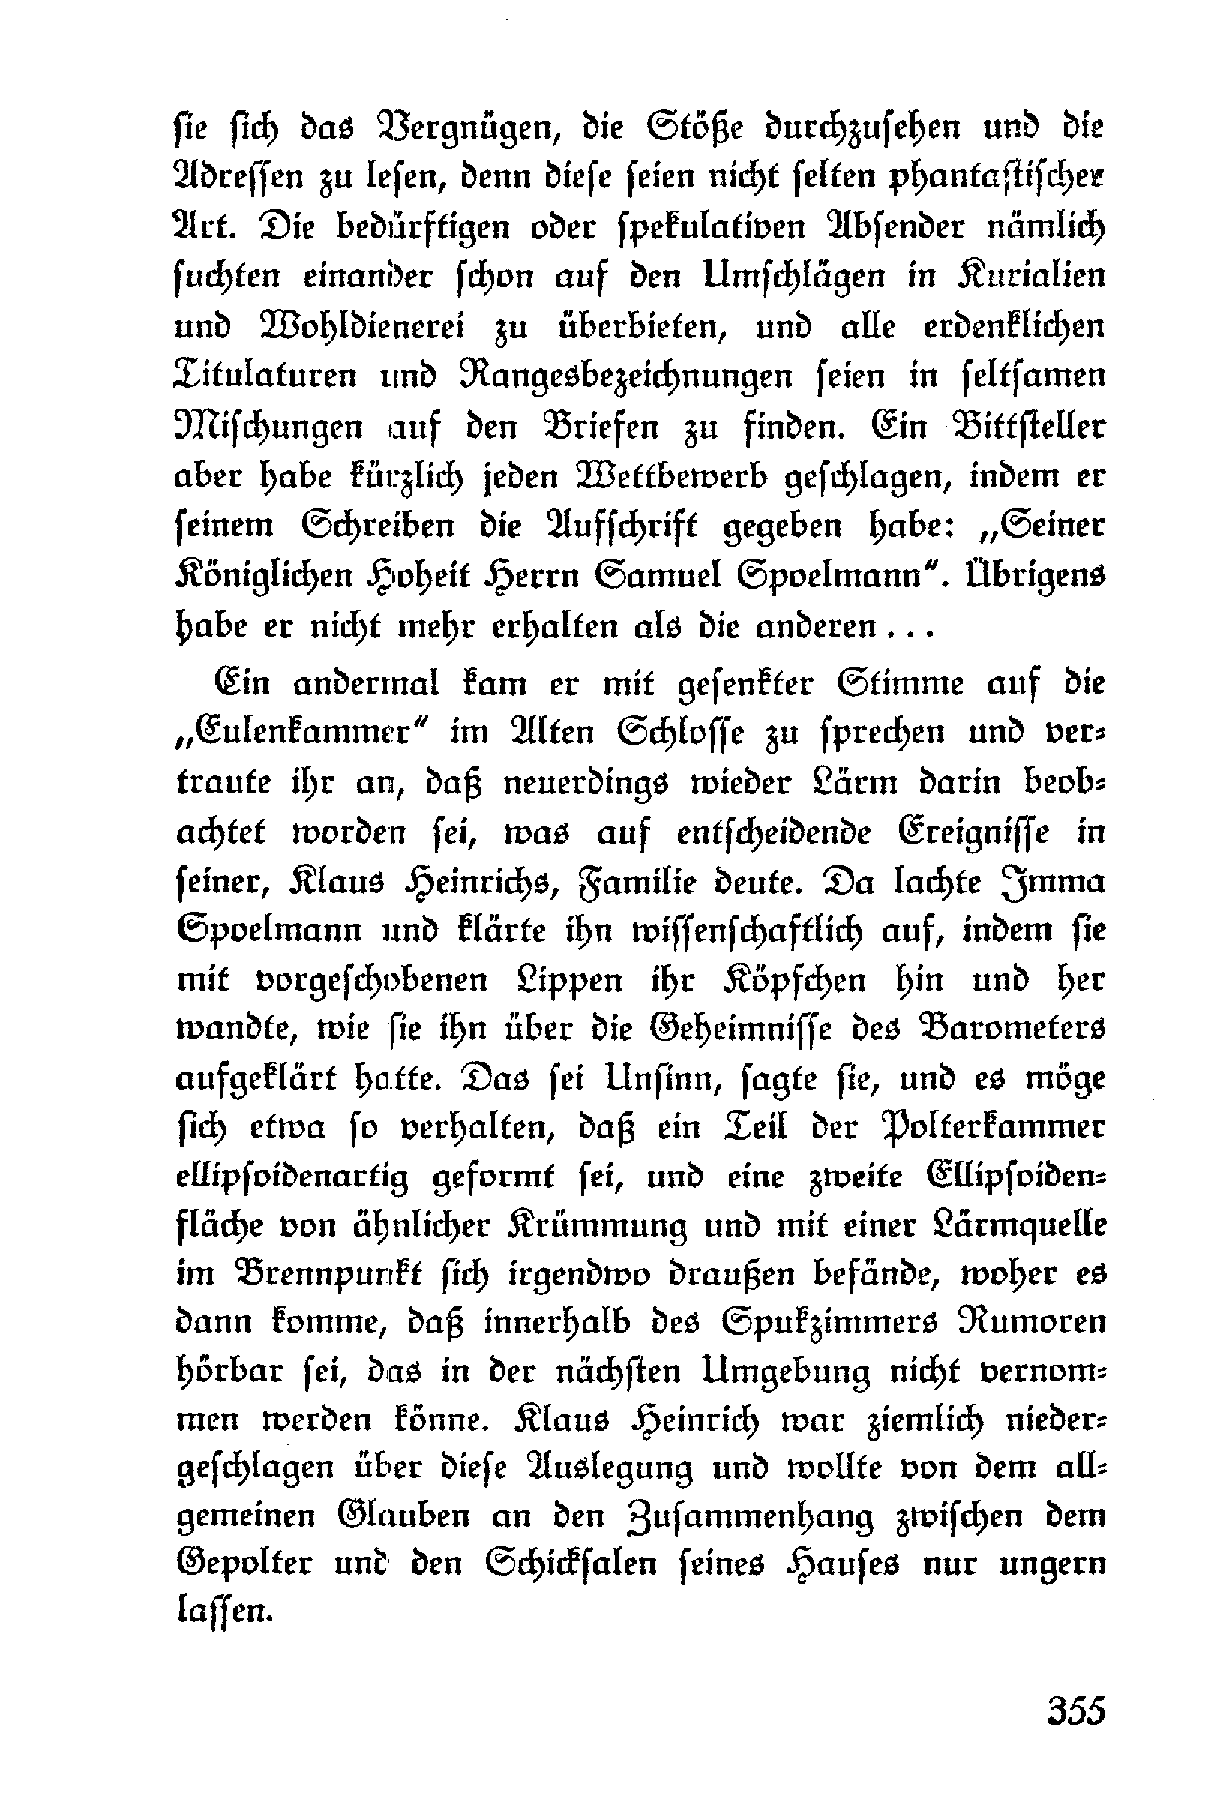 sie sich das Vergnügen, die Stöße durchzusehen und die
Adressen zu lesen, denn diese seien nicht selten phantastischer
Art. Die bedürftigen oder spekulativen Absender nämlich
suchten einander schon auf den Umschlägen in Kurialien
und Wohldienerei zu überbieten, und alle erdenklichen
Titulaturen und Rangesbezeichnungen seien in seltsamen
Mischungen auf den Briefen zu finden. Ein Bittsteller
aber habe kürzlich jeden Wettbewerb geschlagen, indem er
seinem Schreiben die Aufschrift gegeben habe: „Seiner
Königlichen Hoheit Herrn Samuel Spoelmann“. Übrigens
habe er nicht mehr erhalten als die anderen ...
Ein andermal kam er mit gesenkter Stimme auf die
„Eulenkammer“ im Alten Schlosse zu sprechen und ver-
traute ihr an, daß neuerdings wieder Lärm darin beob-
achtet worden sei, was auf entscheidende Ereignisse in
seiner, Klaus Heinrichs, Familie deute. Da lachte Imma
Spoelmann und klärte ihn wissenschaftlich auf, indem sie
mit vorgeschobenen Lippen ihr Köpfchen hin und her
wandte, wie sie ihn über die Geheimnisse des Barometers
aufgeklärt hatte. Das sei Unsinn, sagte sie, und es möge
sich etwa so verhalten, daß ein Teil der Polterkammer
ellipsoidenartig geformt sei, und eine zweite Ellipsoiden-
fläche von ähnlicher Krümmung und mit einer Lärmquelle
im Brennpunkt sich irgendwo draußen befände, woher es
dann komme, daß innerhalb des Spukzimmers Rumoren
hörbar sei, das in der nächsten Umgebung nicht vernom-
men werden könne. Klaus Heinrich war ziemlich nieder-
geschlagen über diese Auslegung und wollte von dem all-
gemeinen Glauben an den Zusammenhang zwischen dem
Gepolter und den Schicksalen seines Hauses nur ungern
lassen.
355